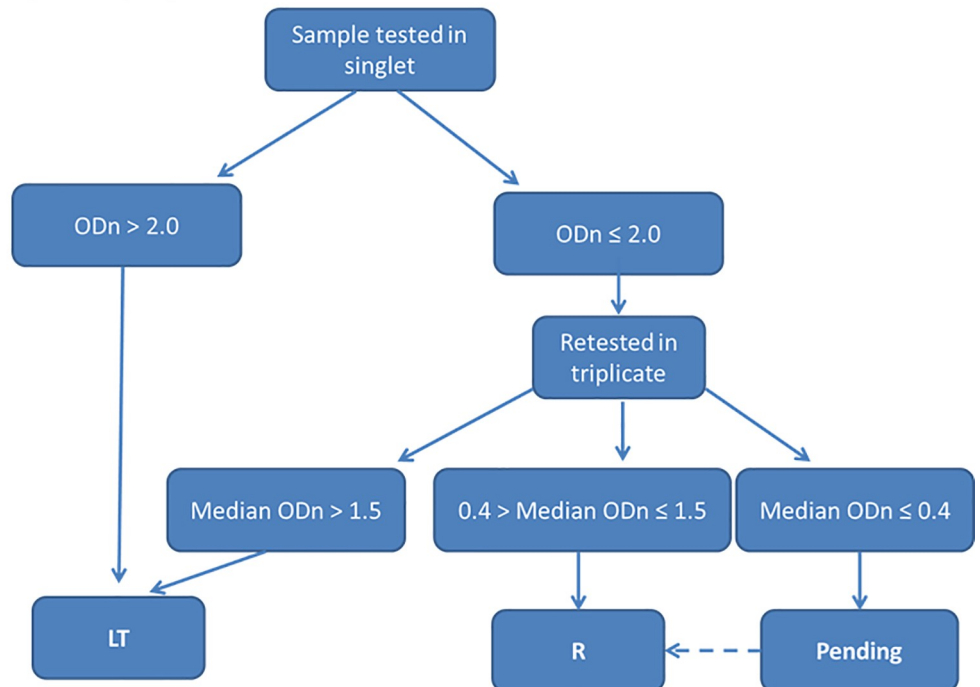 Sample tested in
singlet
ODn > 2.0
ODn ≤ 2.0
Retested in
triplicate
Median ODn > 1.5
0.4 > Median ODn ≤ 1.5
Median ODn ≤ 0.4
LT
R
Pending